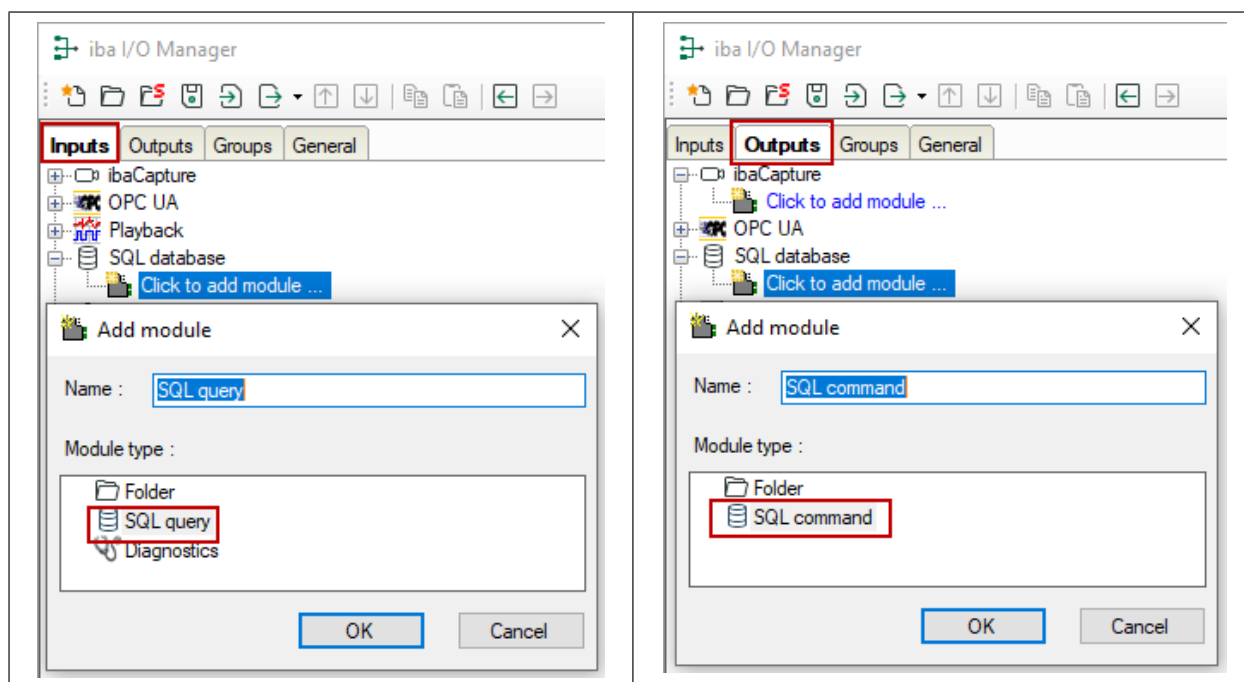 iba I/O Manager
Inputs Outputs Groups General
ibaCapture
OPC UA
Playback
SQL database
Click to add module ...
Add module
Name :
SQL query
Module type :
Folder
SQL query
Diagnostics
OK Cancel
iba I/O Manager
Inputs Outputs Groups General
ibaCapture
Click to add module ...
OPC UA
SQL database
Click to add module ...
Add module
Name :
SQL command
Module type :
Folder
SQL command
OK Cancel